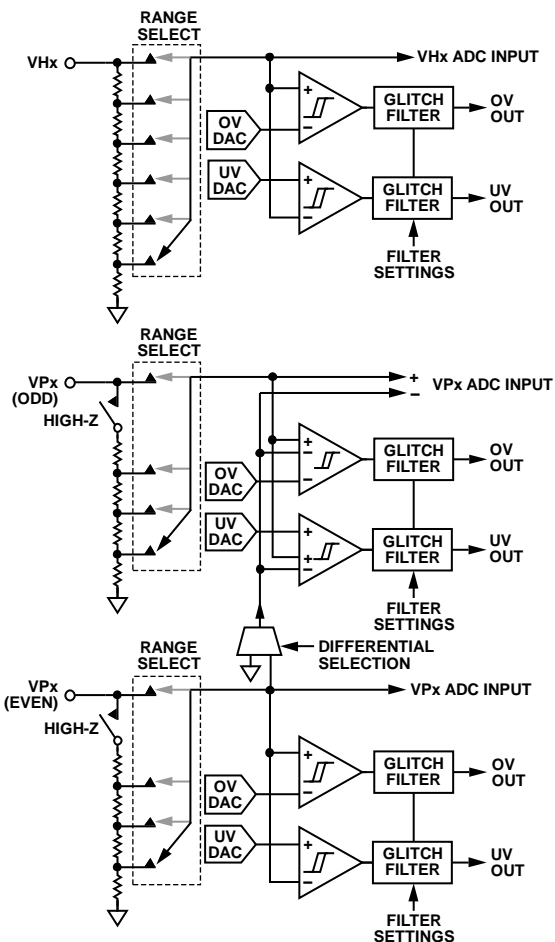 RANGE
SELECT
VHx
VHx ADC INPUT
+
−
OV
DAC
GLITCH
FILTER
OV
OUT
UV
DAC
+
−
GLITCH
FILTER
UV
OUT
FILTER
SETTINGS
RANGE
SELECT
VPx
(ODD)
HIGH-Z
+
−
VPx ADC INPUT
+
−
−
OV
DAC
GLITCH
FILTER
OV
OUT
UV
DAC
+
+
−
GLITCH
FILTER
UV
OUT
FILTER
SETTINGS
DIFFERENTIAL
SELECTION
RANGE
SELECT
VPx
(EVEN)
HIGH-Z
VPx ADC INPUT
+
−
OV
DAC
GLITCH
FILTER
OV
OUT
UV
DAC
+
−
GLITCH
FILTER
UV
OUT
FILTER
SETTINGS